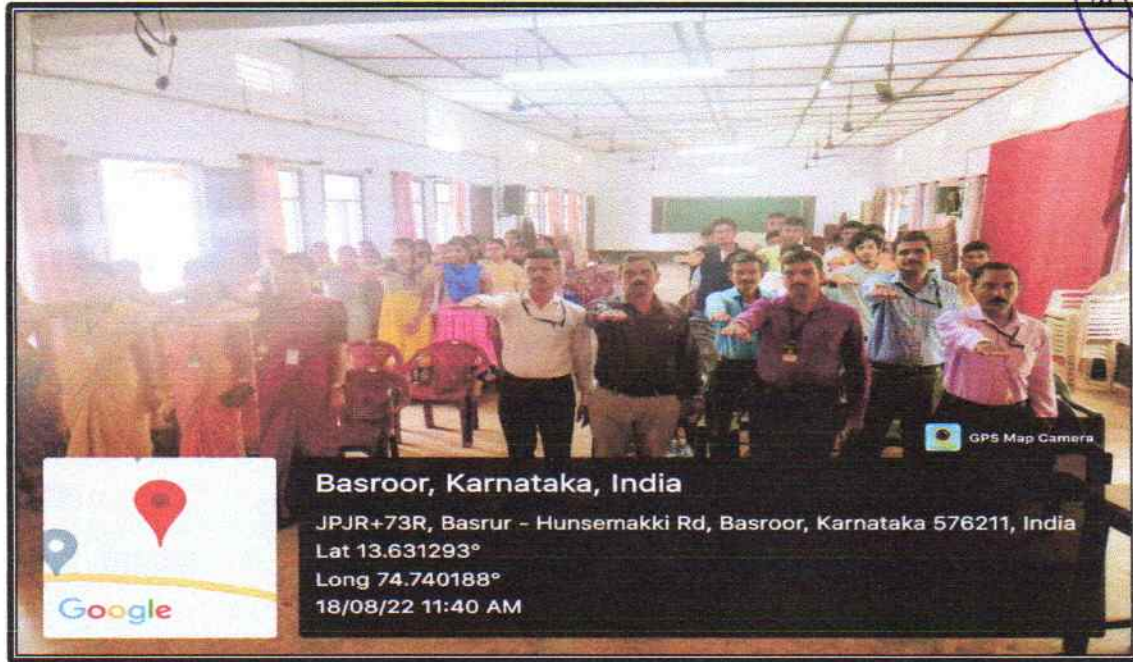 GPS Map Camera
Basroor, Karnataka, India
JPJR+73R, Basrur - Hunsemakki Rd, Basroor, Karnataka 576211, India
Lat 13.631293°
Long 74.740188°
18/08/22 11:40 AM
Google